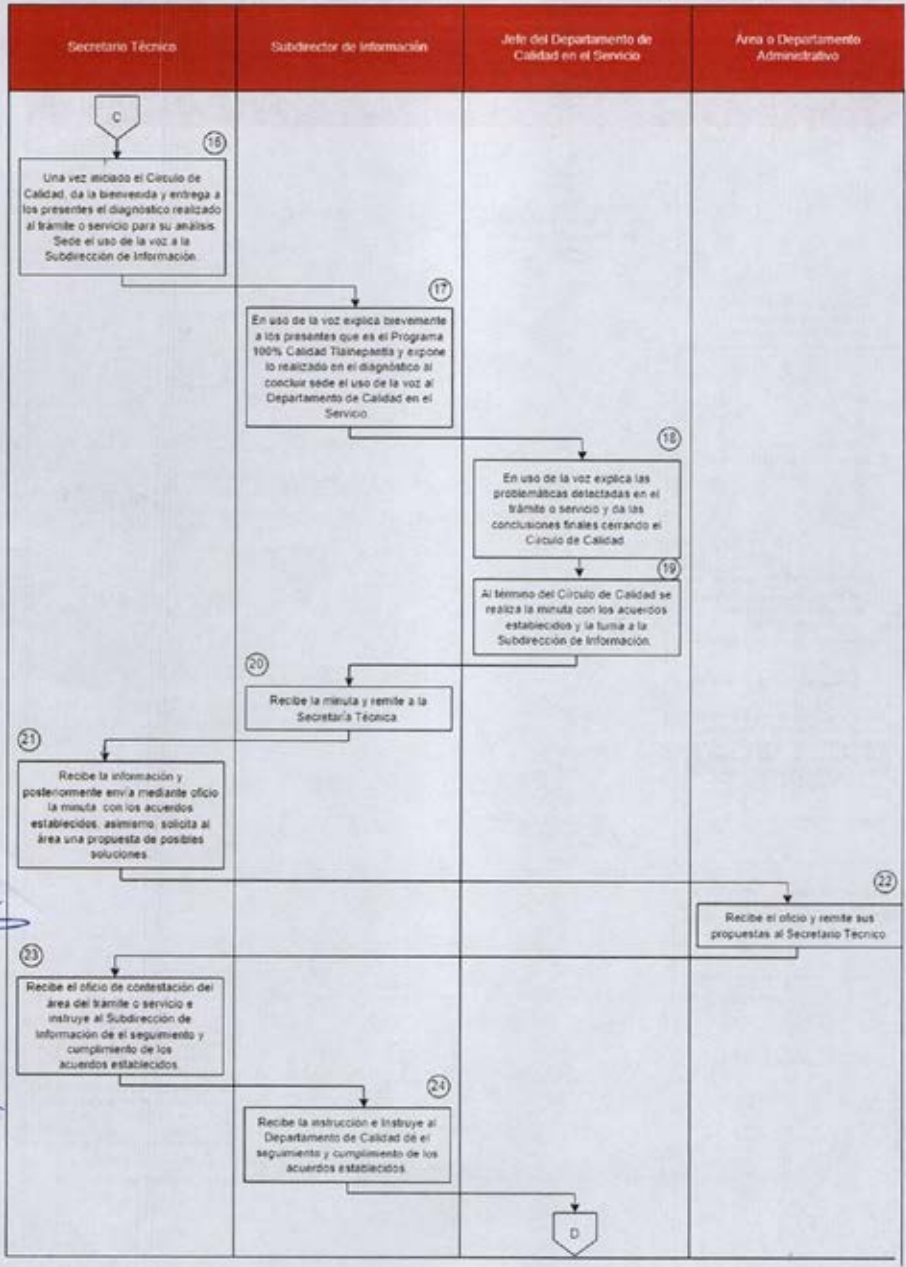 Secretario Técnico
Subdirector de Información
Jefe del Departamento de
Calidad en el Servicio
Area o Departamento
Administrativo
C
16
Una vez iniciado el Círculo de
Calidad, da la bienvenida y entrega a
los presentes el diagnóstico realizado
al trámite o servicio para su análisis.
Sede el uso de la voz a la
Subdirección de Información.
17
En uso de la voz explica brevemente
a los presentes que es el Programa
100% Calidad Tlalnepantla y expone
lo realizado en el diagnóstico al
concluir sede el uso de la voz al
Departamento de Calidad en el
Servicio
18
En uso de la voz explica las
problemáticas detectadas en el
trámite o servicio y da las
conclusiones finales cerrando el
Círculo de Calidad
19
Al término del Círculo de Calidad se
realiza la minuta con los acuerdos
establecidos y la turna a la
Subdirección de Información.
20
Recibe la minuta y remite a la
Secretaría Técnica
21
Recibe la información y
posteriormente envía mediante oficio
la minuta con los acuerdos
establecidos, asimismo, solicita al
área una propuesta de posibles
soluciones.
22
Recibe el oficio y remite sus
propuestas al Secretario Técnico
23
Recibe el oficio de contestación del
área del trámite o servicio e
instruye al Subdirección de
Información de el seguimiento y
cumplimiento de los
acuerdos establecidos.
24
Recibe la instrucción e Instruye al
Departamento de Calidad dé el
seguimiento y cumplimiento de los
acuerdos establecidos
D